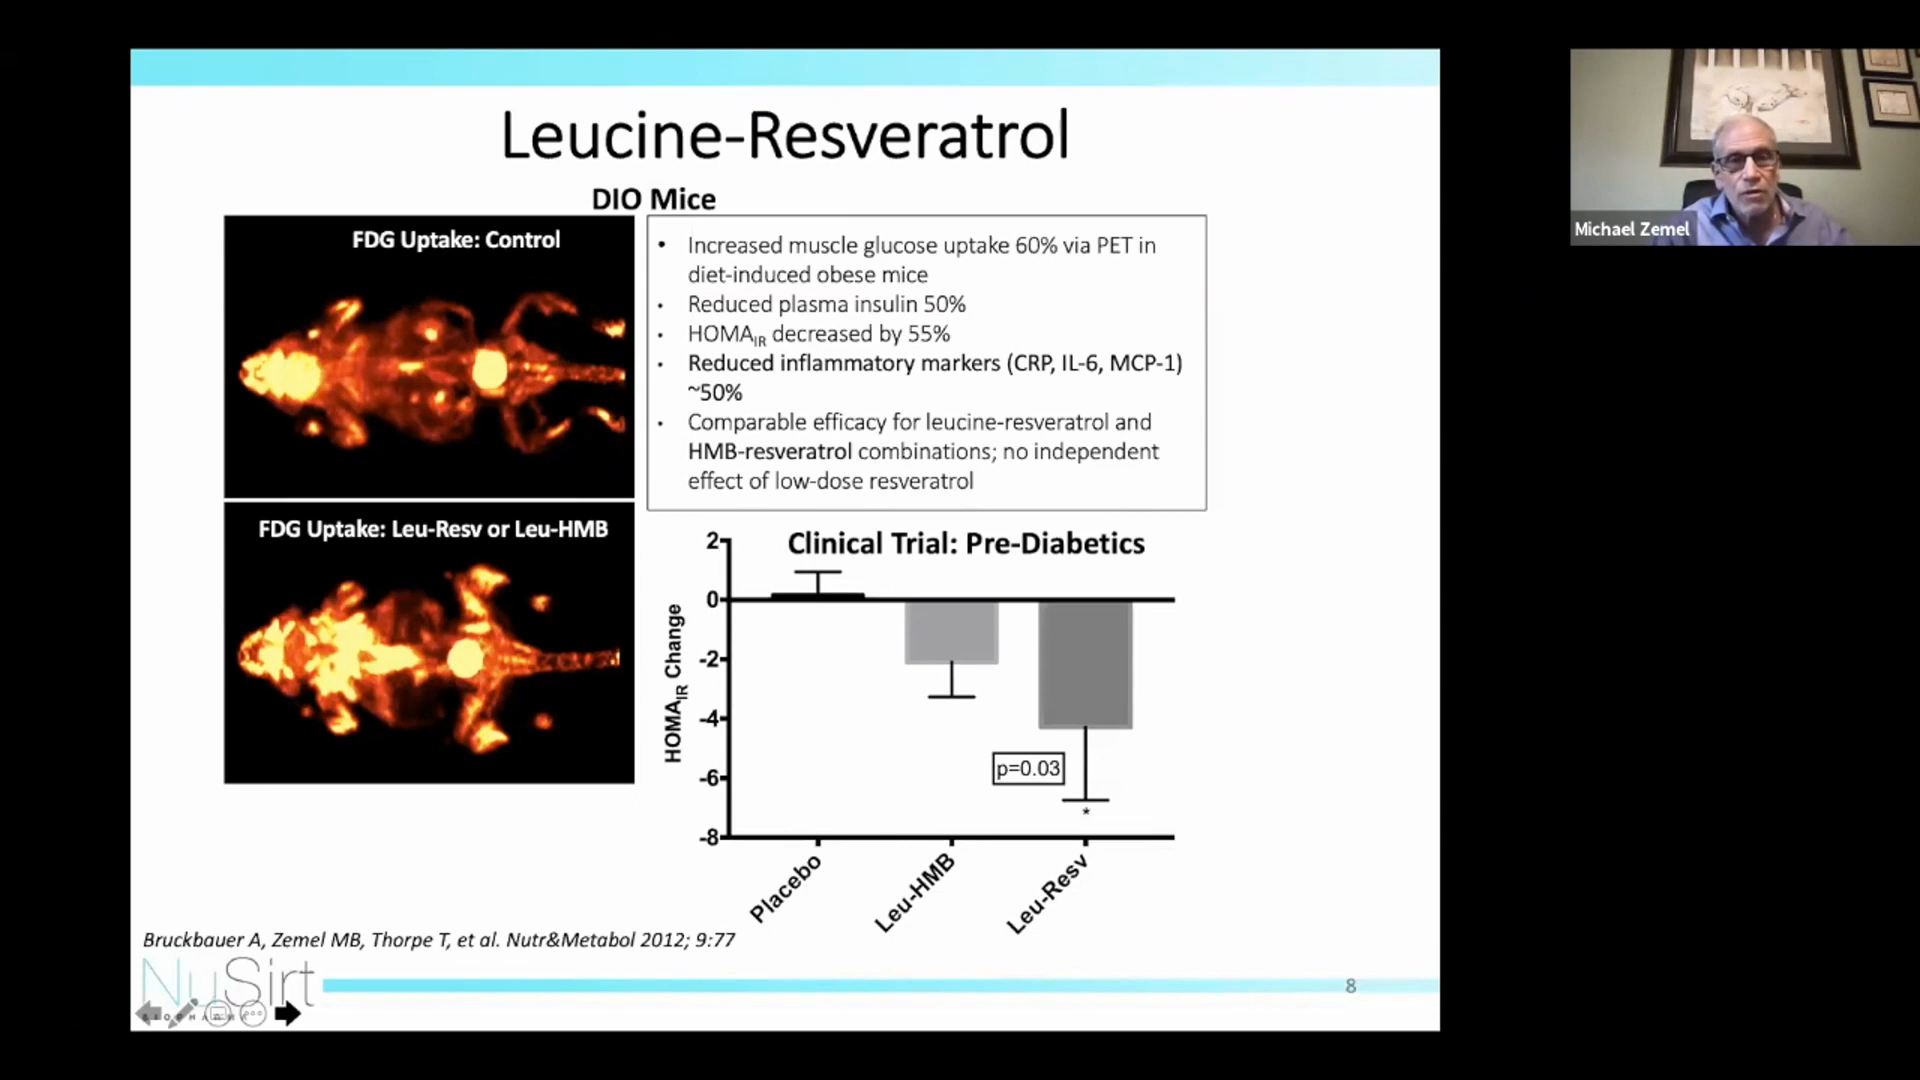 Leucine-Resveratrol
DIO Mice
FDG Uptake: Control
• Increased muscle glucose uptake 60% via PET in
diet-induced obese mice
• Reduced plasma insulin 50%
• HOMAIR decreased by 55%
• Reduced inflammatory markers (CRP, IL-6, MCP-1)
~50%
• Comparable efficacy for leucine-resveratrol and
HMB-resveratrol combinations; no independent
effect of low-dose resveratrol
FDG Uptake: Leu-Resv or Leu-HMB
Clinical Trial: Pre-Diabetics
HOMAIR Change
2
0
-2
-4
-6
-8
p=0.03
*
Placebo
Leu-HMB
Leu-Resv
Bruckbauer A, Zemel MB, Thorpe T, et al. Nutr&Metabol 2012; 9:77
NuSirt
8
Michael Zemel